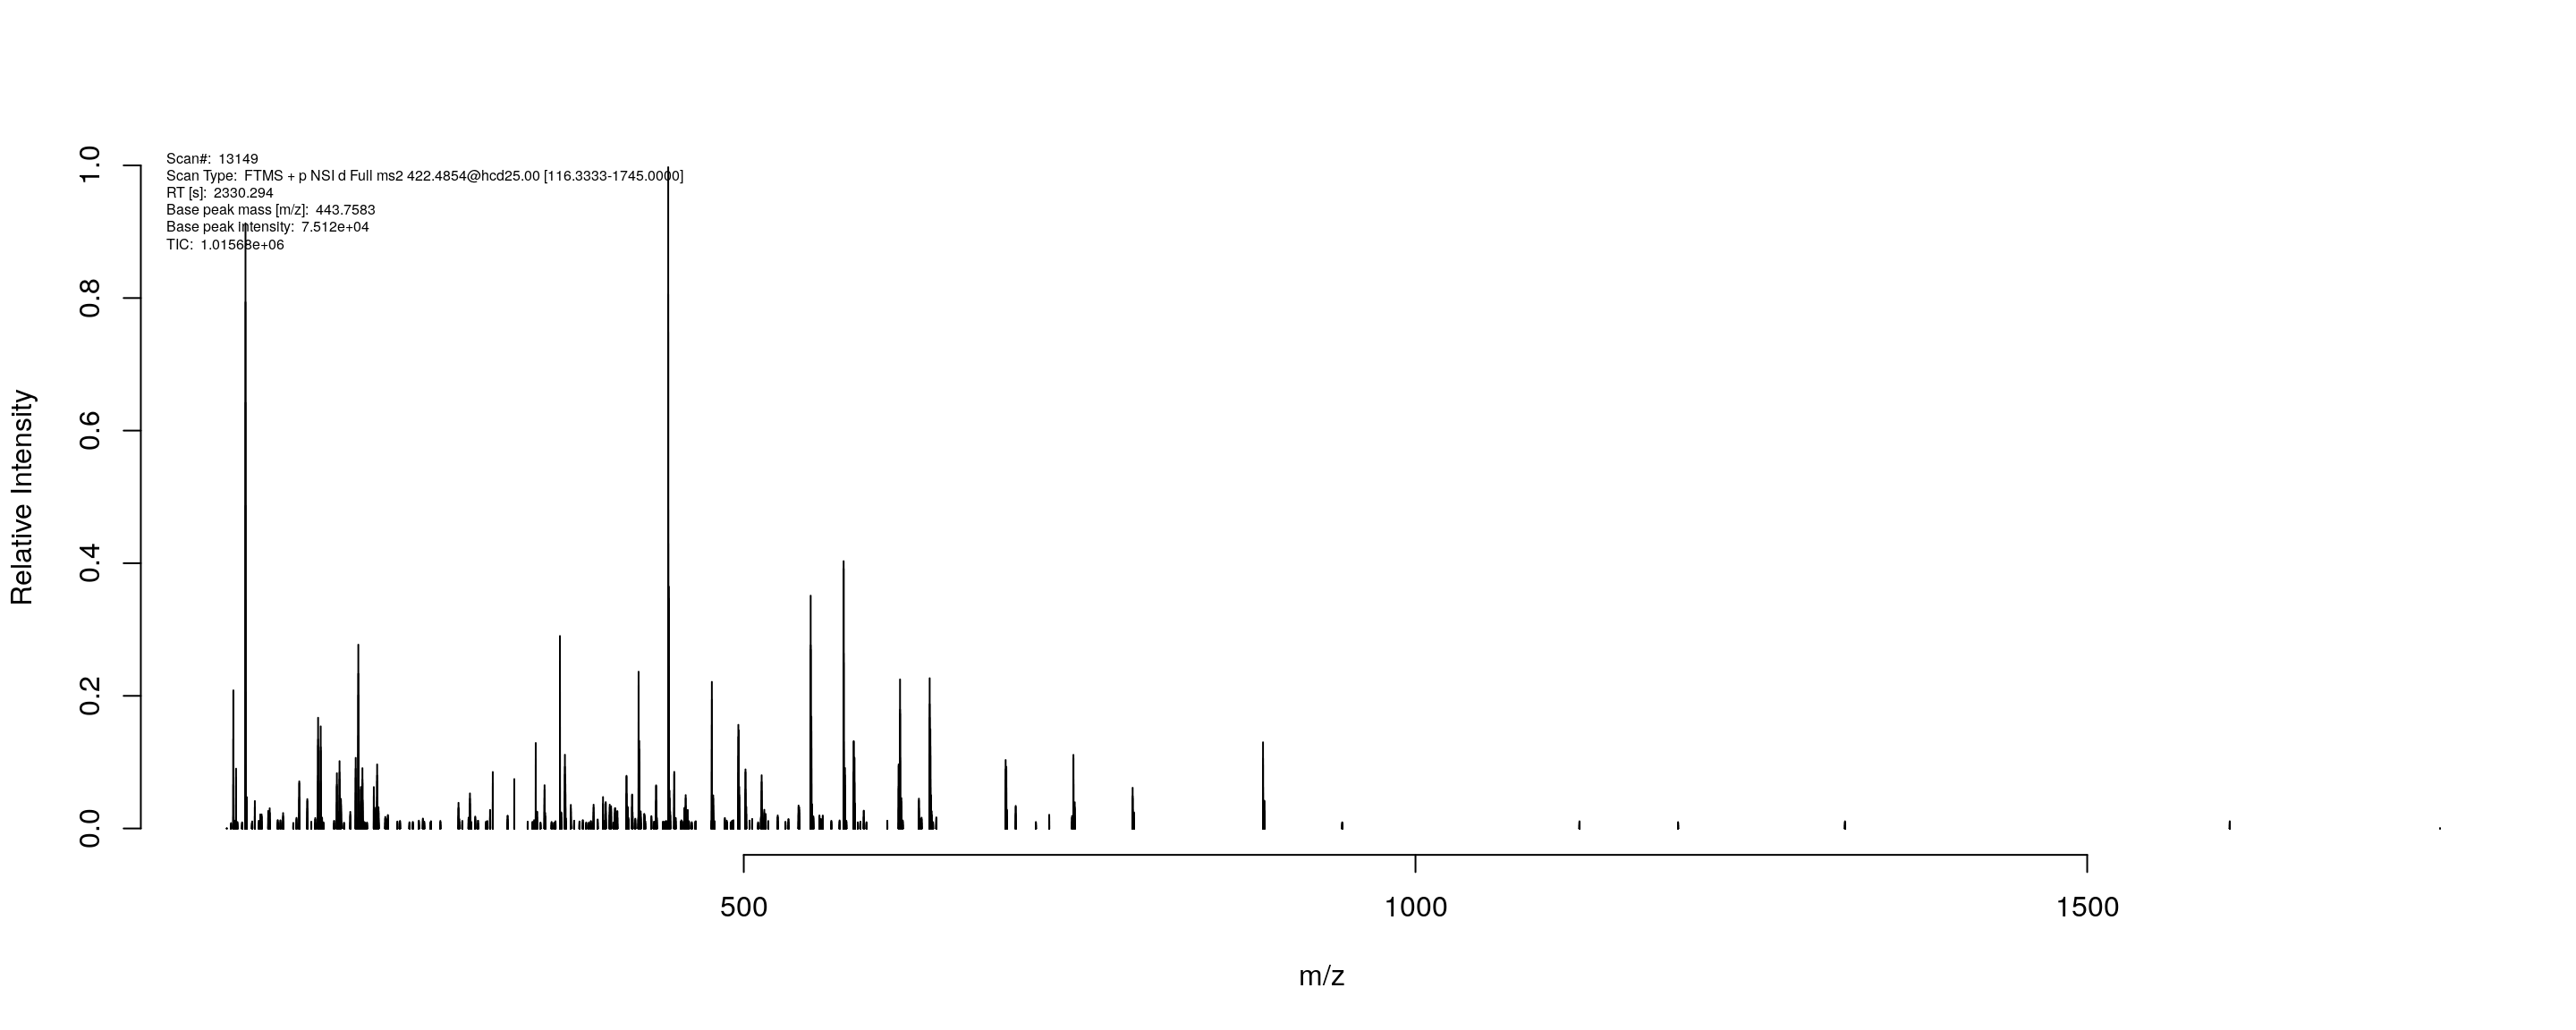 Scan#: 13149
Scan Type: FTMS + p NSI d Full ms2 422.4854@hcd25.00 [116.3333-1745.0000]
RT [s]: 2330.294
Base peak mass [m/z]: 443.7583
Base peak Intensity: 7.512e+04
TIC: 1.01568e+06
Relative Intensity
1.0
0.8
0.6
0.4
0.2
0.0
500 1000 1500
m/z